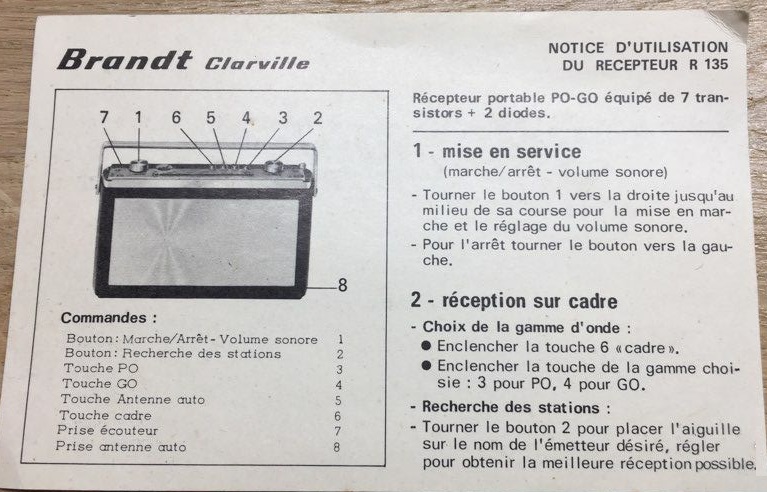 Brandt Clarville
7 1 6 5 4 3 2
8
Commandes :
Bouton: Marche/Arrêt - Volume sonore 1
Bouton: Recherche des stations 2
Touche PO 3
Touche GO 4
Touche Antenne auto 5
Touche cadre 6
Prise écouteur 7
Prise antenne auto 8
NOTICE D'UTILISATION
DU RECEPTEUR R 135
Récepteur portable PO-GO équipé de 7 tran-
sistors + 2 diodes.
1 - mise en service
(marche/arrêt - volume sonore)
- Tourner le bouton 1 vers la droite jusqu'au
milieu de sa course pour la mise en mar-
che et le réglage du volume sonore.
- Pour l'arrêt tourner le bouton vers la gau-
che.
2 - réception sur cadre
- Choix de la gamme d'onde :
● Enclencher la touche 6 « cadre ».
● Enclencher la touche de la gamme choi-
sie : 3 pour PO, 4 pour GO.
- Recherche des stations :
- Tourner le bouton 2 pour placer l'aiguille
sur le nom de l'émetteur désiré, régler
pour obtenir la meilleure réception possible.